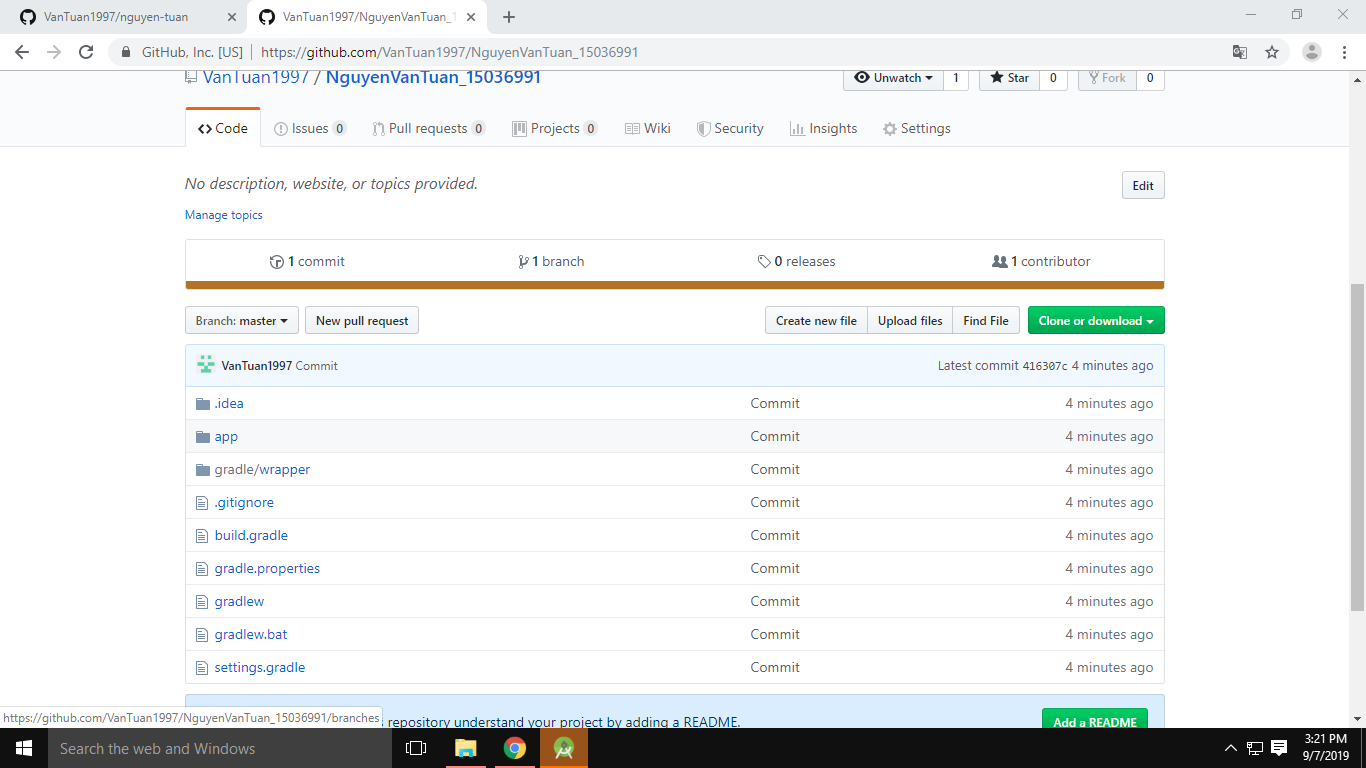 VanTuan1997/nguyen-tuan
VanTuan1997/NguyenVanTuan_1
GitHub, Inc. [US] https://github.com/VanTuan1997/NguyenVanTuan_15036991
VanTuan1997 / NguyenVanTuan_15036991
Unwatch 1 Star 0 Fork 0
Code Issues 0 Pull requests 0 Projects 0 Wiki Security Insights Settings
No description, website, or topics provided.
Edit
Manage topics
1 commit 1 branch 0 releases 1 contributor
Branch: master New pull request Create new file Upload files Find File Clone or download
VanTuan1997 Commit Latest commit 416307c 4 minutes ago
.idea Commit 4 minutes ago
app Commit 4 minutes ago
gradle/wrapper Commit 4 minutes ago
.gitignore Commit 4 minutes ago
build.gradle Commit 4 minutes ago
gradle.properties Commit 4 minutes ago
gradlew Commit 4 minutes ago
gradlew.bat Commit 4 minutes ago
settings.gradle Commit 4 minutes ago
https://github.com/VanTuan1997/NguyenVanTuan_15036991/branches
repository understand your project by adding a README. Add a README
Search the web and Windows
3:21 PM
9/7/2019